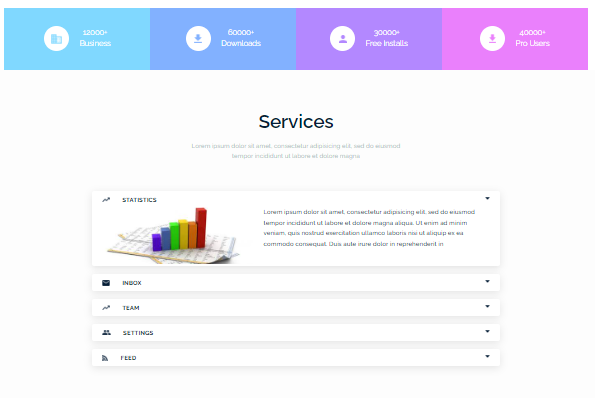 12000+
Business
60000+
Downloads
30000+
Free Installs
40000+
Pro Users
Services
Lorem ipsum dolor sit amet, consectetur adipisicing elit, sed do eiusmod
tempor incididunt ut labore et dolore magna
STATISTICS
Lorem ipsum dolor sit amet, consectetur adipisicing elit, sed do eiusmod
tempor incididunt ut labore et dolore magna aliqua. Ut enim ad minim
veniam, quis nostrud exercitation ullamco laboris nisi ut aliquip ex ea
commodo consequat. Duis aute irure dolor in reprehenderit in
INBOX
TEAM
SETTINGS
FEED